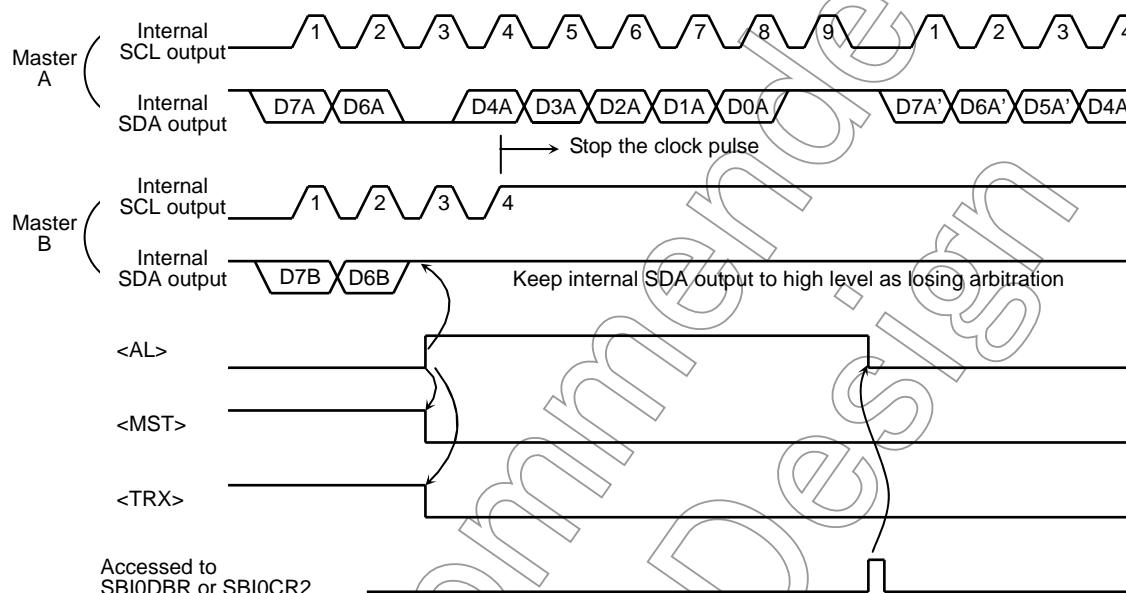 Master
A
Internal
SCL output
1 2 3 4 5 6 7 8 9 1 2 3 4
Internal
SDA output
D7A D6A D4A D3A D2A D1A D0A D7A' D6A' D5A' D4A
Stop the clock pulse
Master
B
Internal
SCL output
1 2 3 4
Internal
SDA output
D7B D6B
Keep internal SDA output to high level as losing arbitration
<AL>
<MST>
<TRX>
Accessed to
SBI0DBR or SBI0CR2
ommende
Design